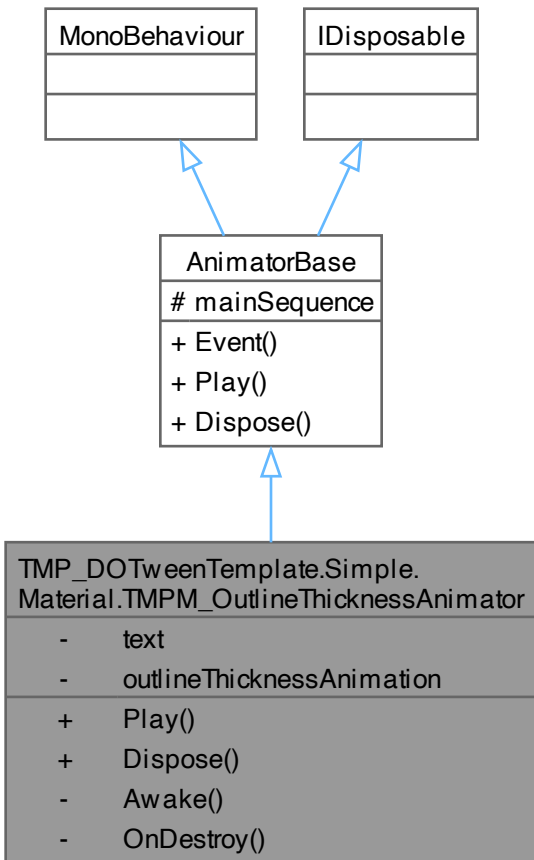 MonoBehaviour
IDisposable
AnimatorBase
# mainSequence
+ Event()
+ Play()
+ Dispose()
TMP_DOTweenTemplate.Simple.
Material.TMPM_OutlineThicknessAnimator
- text
- outlineThicknessAnimation
+ Play()
+ Dispose()
- Awake()
- OnDestroy()